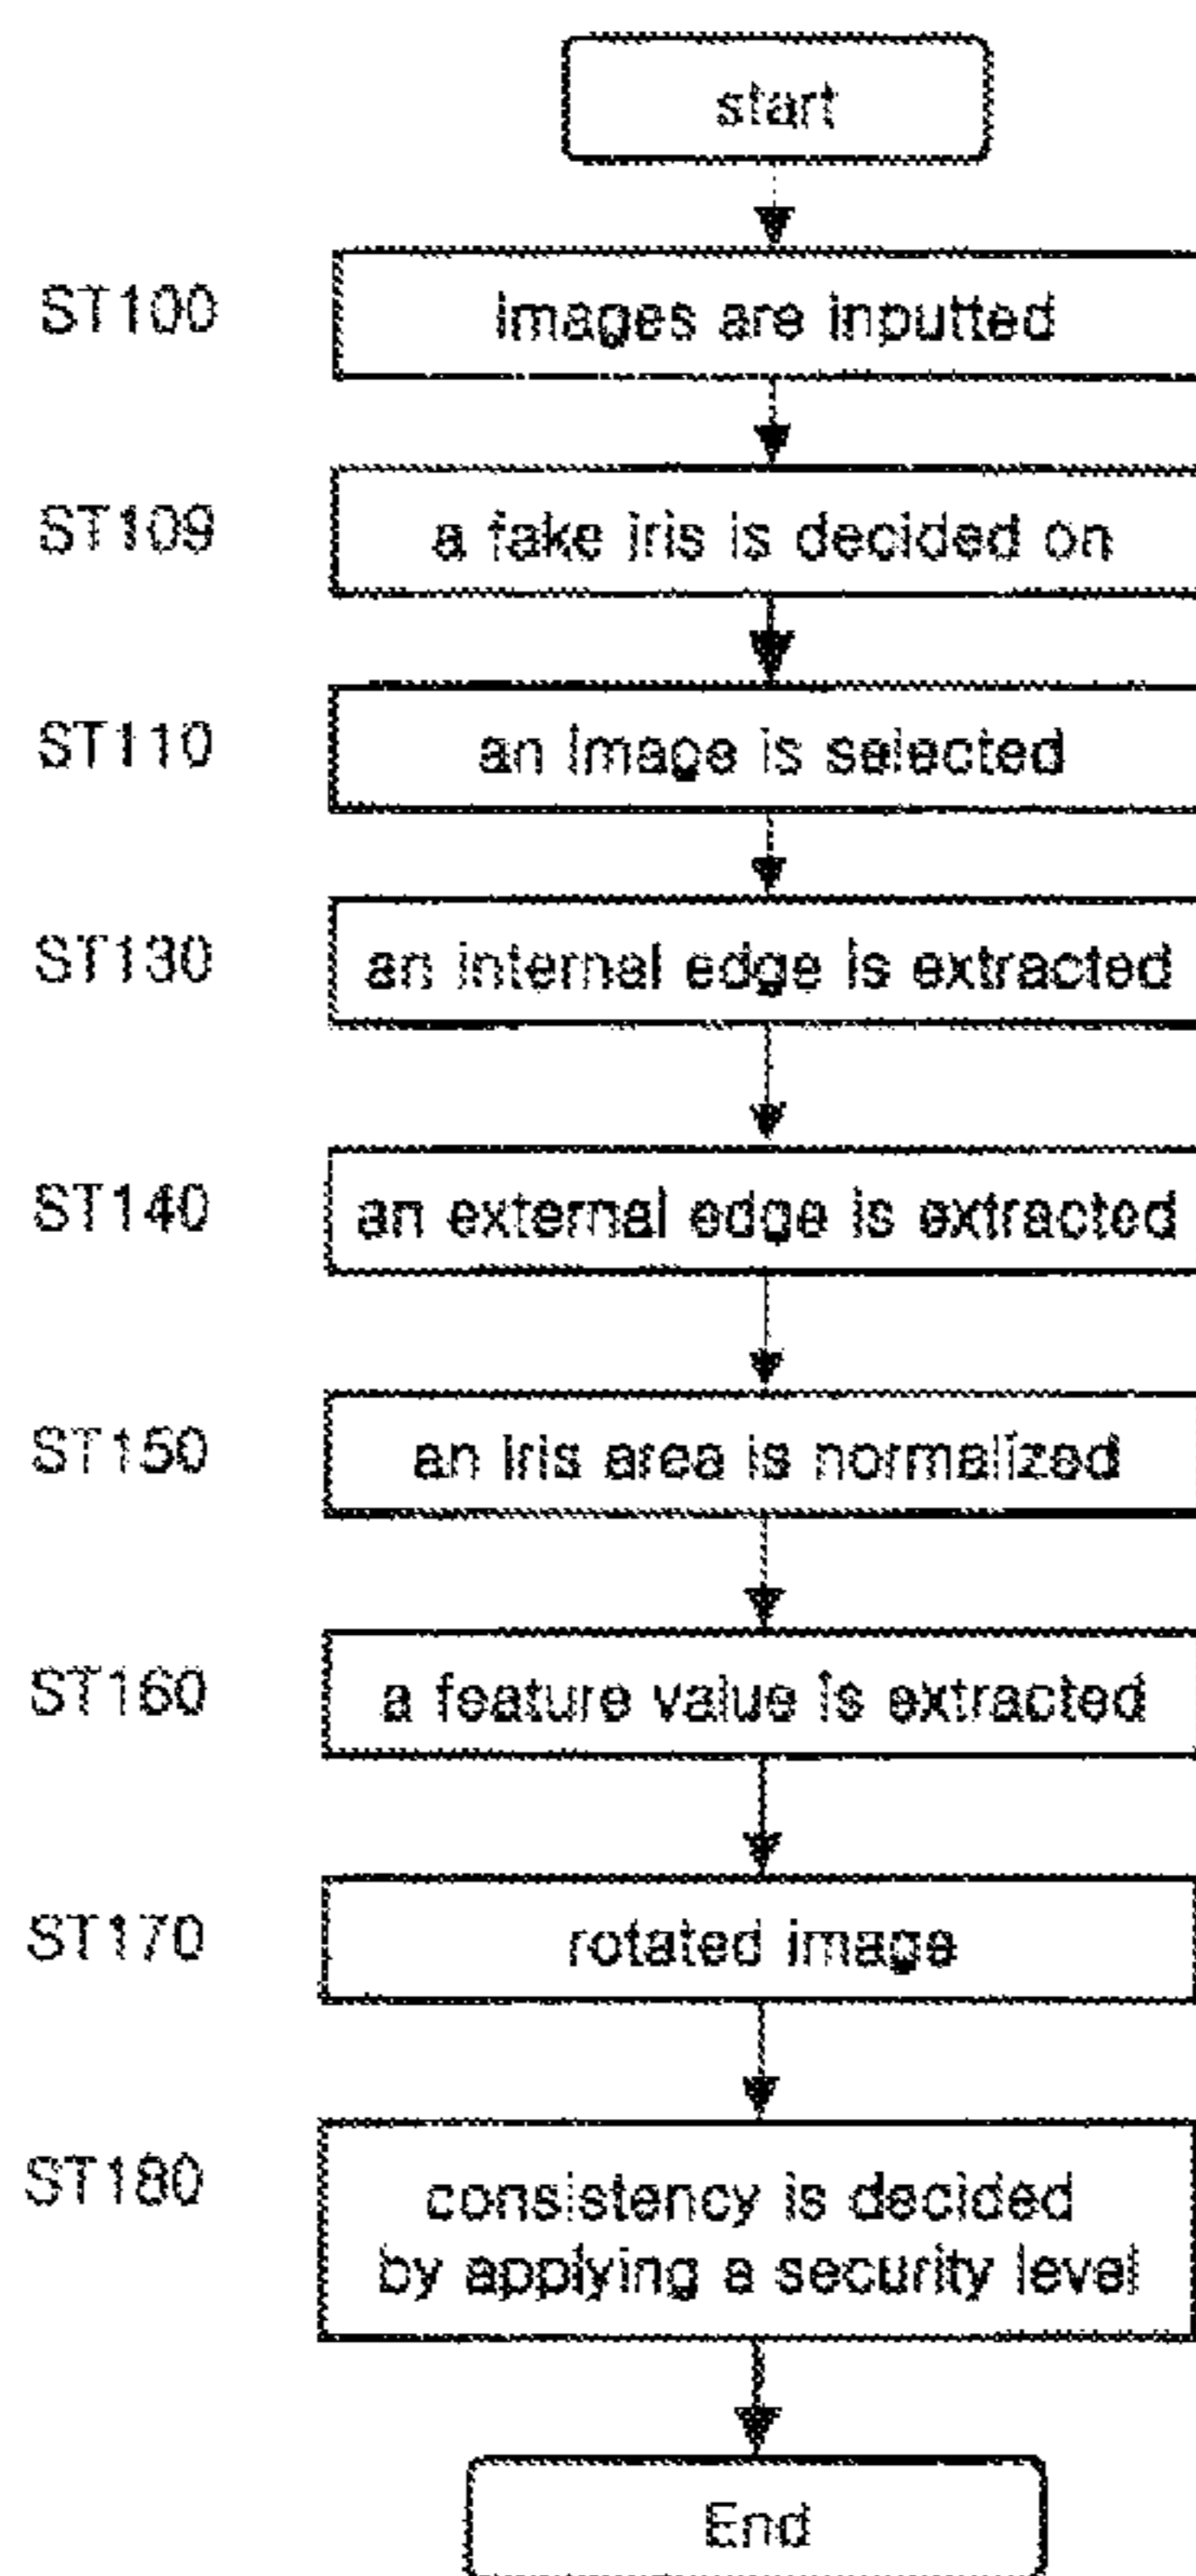 start
ST100
images are inputted
ST109
a fake iris is decided on
ST110
an image is selected
ST130
an internal edge is extracted
ST140
an external edge is extracted
ST150
an iris area is normalized
ST160
a feature value is extracted
ST170
rotated image
ST180
consistency is decided
by applying a security level
End